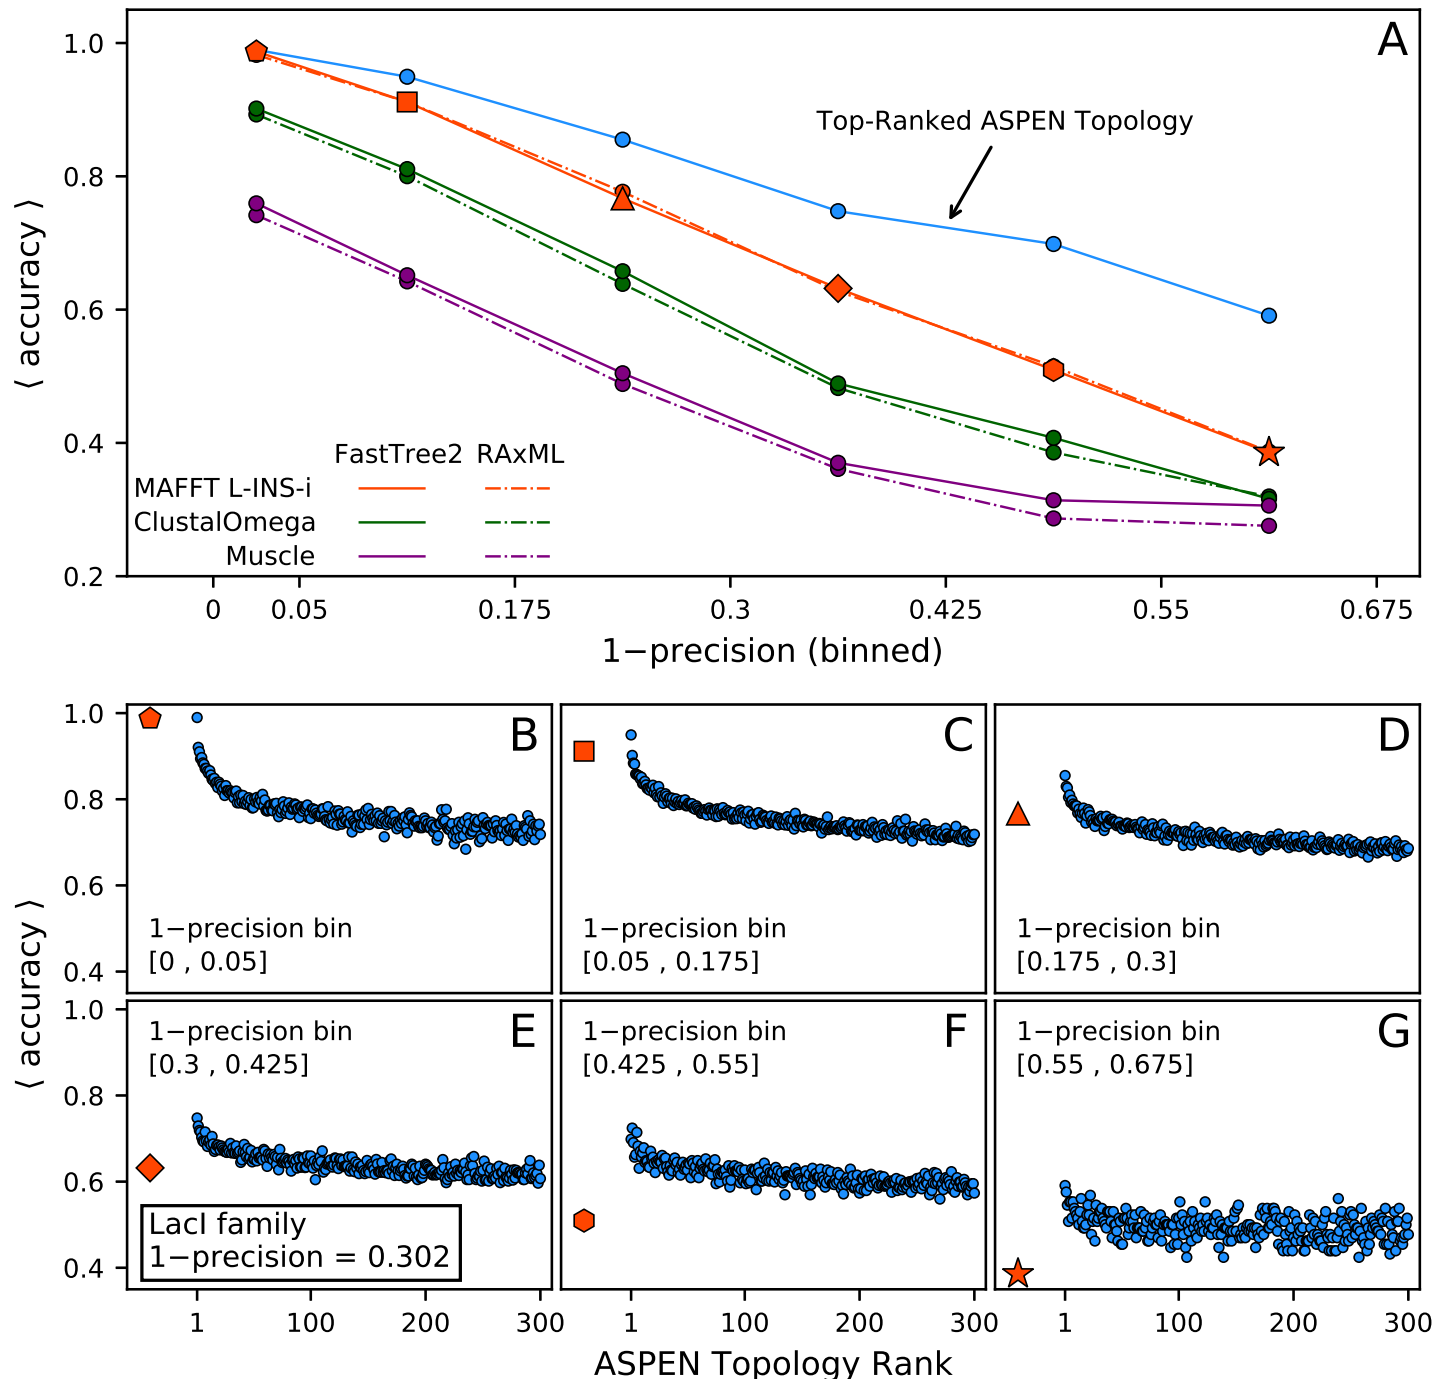 A
1.0
0.8
0.6
0.4
0.2
⟨ accuracy ⟩
Top-Ranked ASPEN Topology
FastTree2 RAxML
MAFFT L-INS-i
ClustalOmega
Muscle
0 0.05 0.175 0.3 0.425 0.55 0.675
1−precision (binned)
B
C
D
1.0
0.8
0.6
0.4
1−precision bin
[0 , 0.05]
1−precision bin
[0.05 , 0.175]
1−precision bin
[0.175 , 0.3]
⟨ accuracy ⟩
E
F
G
1.0
0.8
0.6
0.4
1−precision bin
[0.3 , 0.425]
1−precision bin
[0.425 , 0.55]
1−precision bin
[0.55 , 0.675]
LacI family
1−precision = 0.302
1 100 200 300
1 100 200 300
1 100 200 300
ASPEN Topology Rank